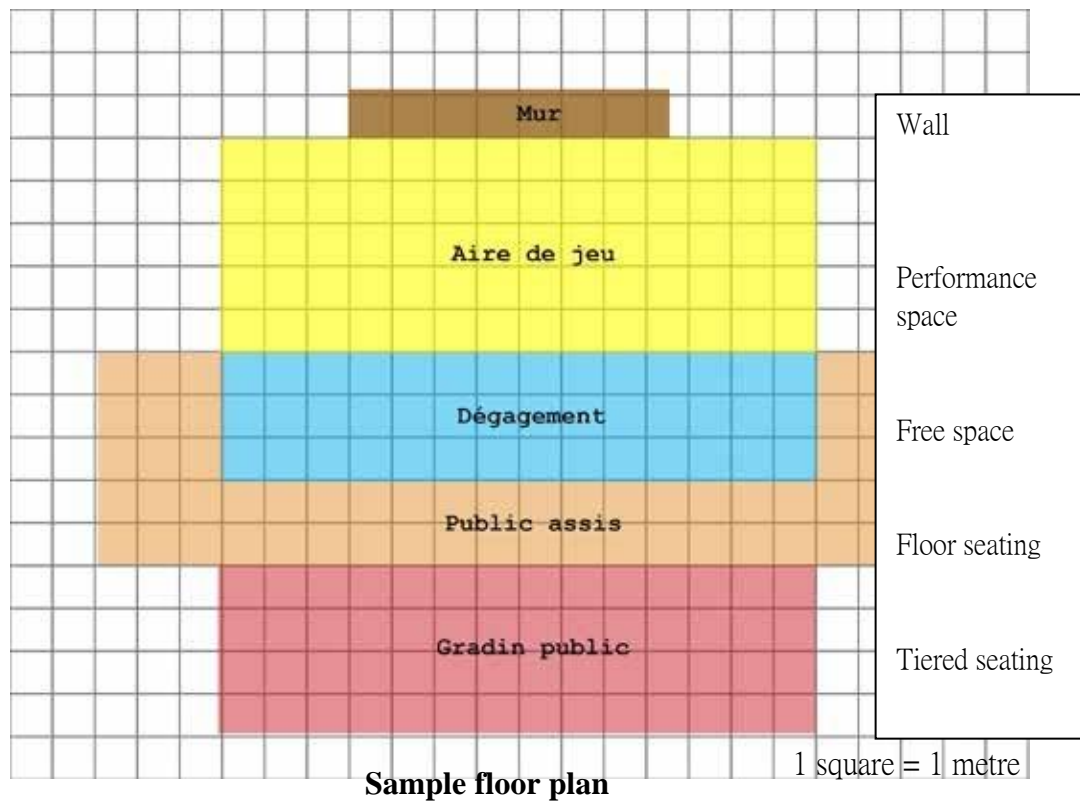 Mur
Wall
Aire de jeu
Performance
space
Dégagement
Free space
Public assis
Floor seating
Gradin public
Tiered seating
1 square = 1 metre
Sample floor plan